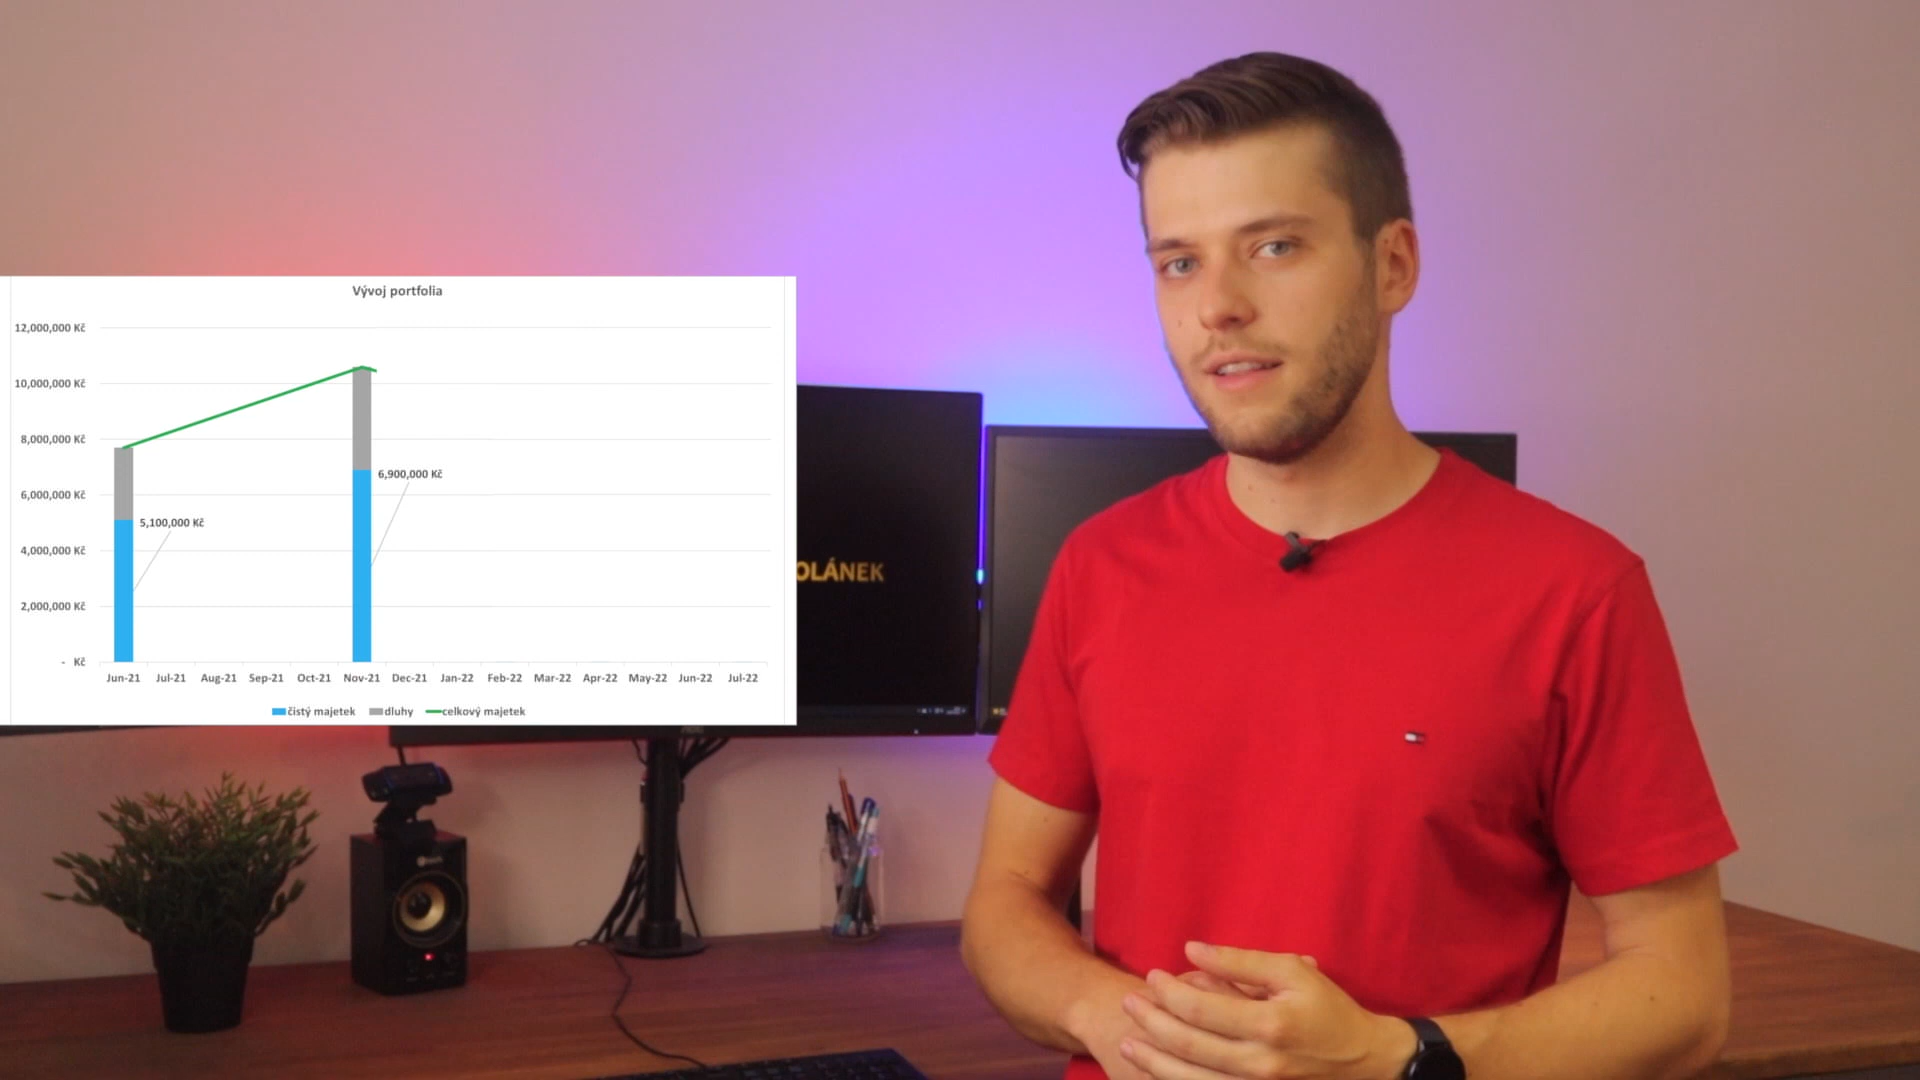 Vývoj portfolia
12,000,000 Kč
10,000,000 Kč
8,000,000 Kč
6,900,000 Kč
6,000,000 Kč
5,100,000 Kč
4,000,000 Kč
OLÁNEK
2,000,000 Kč
- Kč
Jun-21 Jul-21 Aug-21 Sep-21 Oct-21 Nov-21 Dec-21 Jan-22 Feb-22 Mar-22 Apr-22 May-22 Jun-22 Jul-22
čistý majetek dluhy celkový majetek